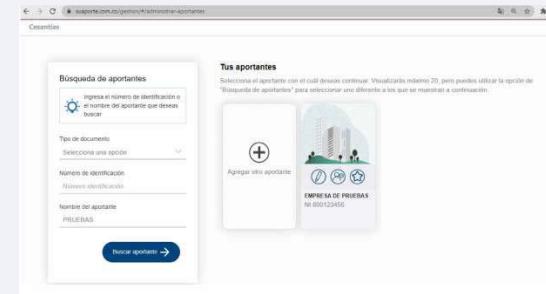 suaporte.com.co/gestion/#/administrar-aportantes
Cesantías
Búsqueda de aportantes
Ingresa el número de identificación o
el nombre del aportante que deseas
buscar
Tipo de documento
Selecciona una opción
Número de identificación
Número identificación
Nombre del aportante
PRUEBAS
Buscar aportante
Tus aportantes
Selecciona el aportante con el cuál deseas continuar. Visualizarás máximo 20, pero puedes utilizar la opción de
"Búsqueda de aportantes" para seleccionar uno diferente a los que se muestran a continuación.
Agregar otro aportante
EMPRESA DE PRUEBAS
NI 800123456